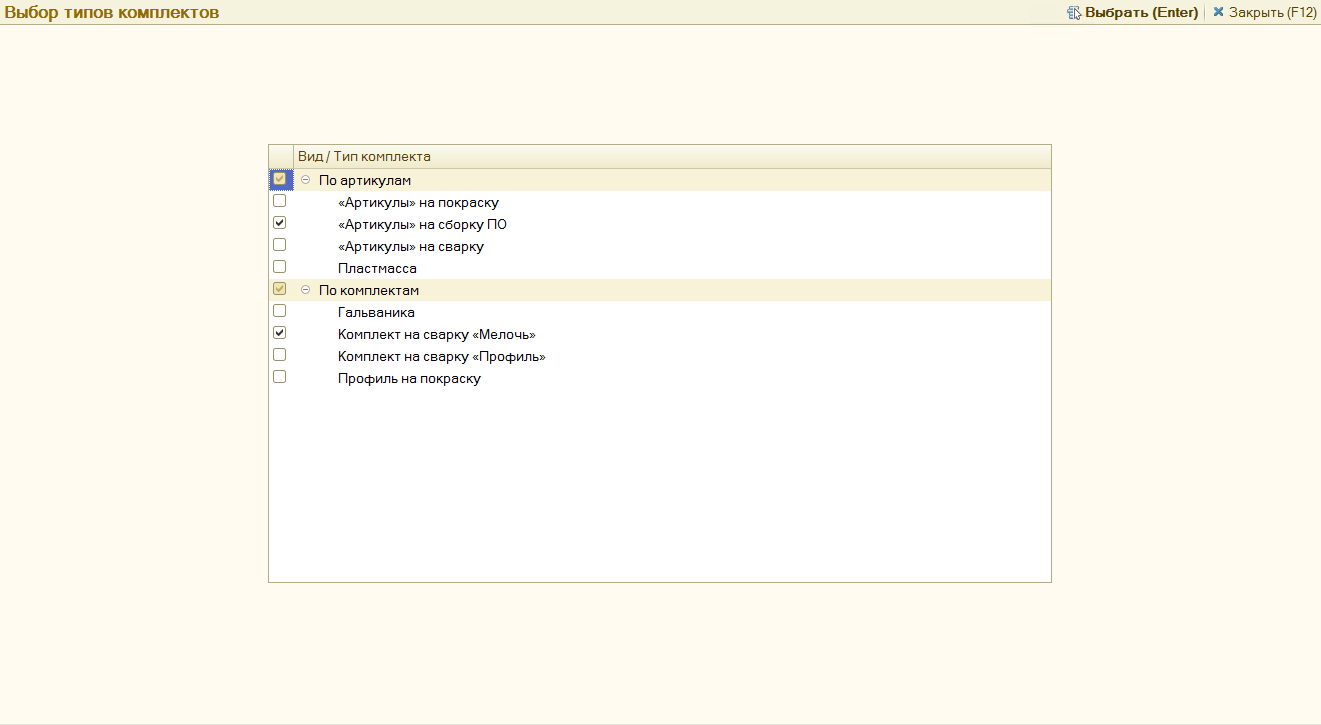 Выбор типов комплектов
Выбрать (Enter)
Закрыть (F12)
Вид / Тип комплекта
По артикулам
«Артикулы» на покраску
«Артикулы» на сборку ПО
«Артикулы» на сварку
Пластмасса
По комплектам
Гальваника
Комплект на сварку «Мелочь»
Комплект на сварку «Профиль»
Профиль на покраску